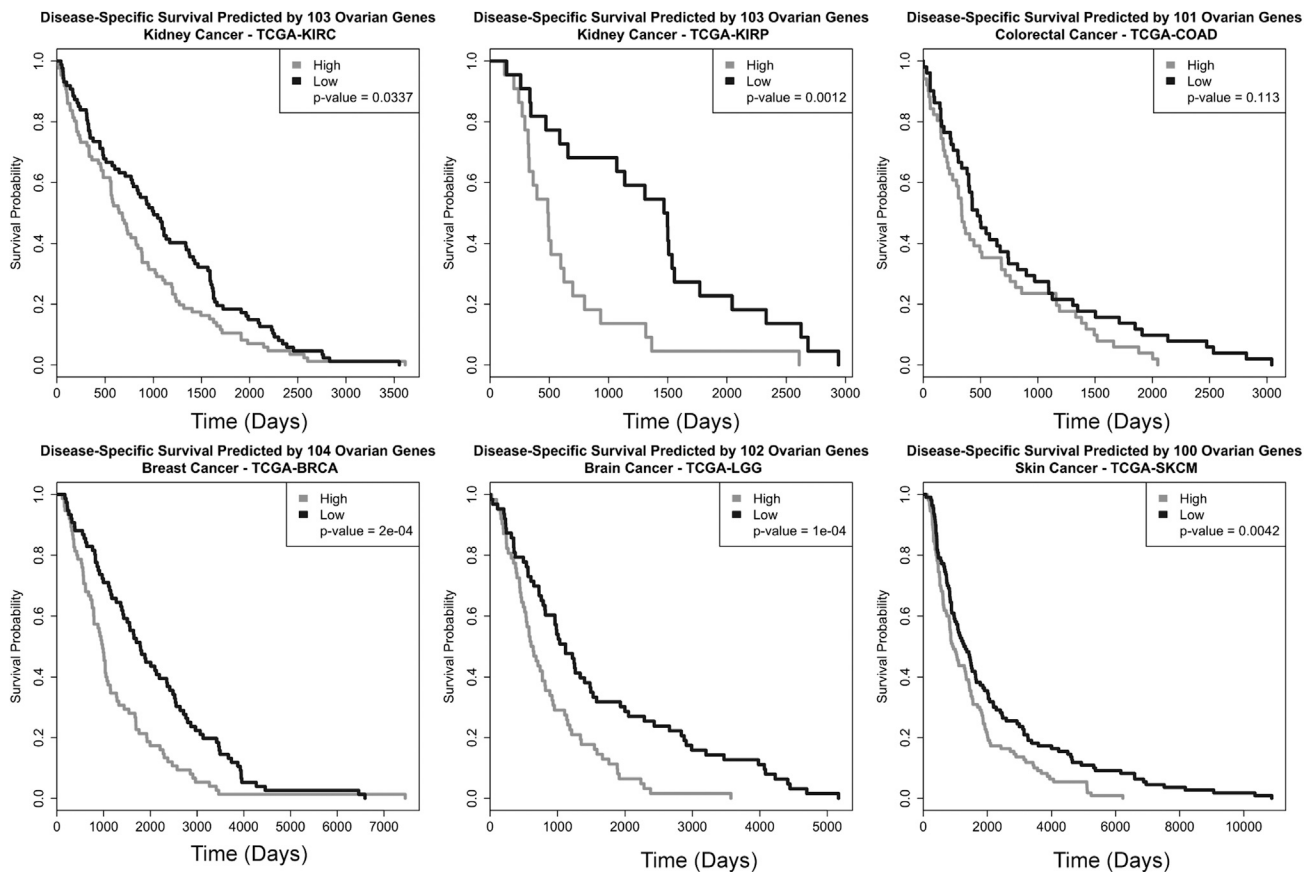 Disease-Specific Survival Predicted by 103 Ovarian Genes
Kidney Cancer - TCGA-KIRC
High
Low
p-value = 0.0337
Survival Probability
0.0 0.2 0.4 0.6 0.8 1.0
0 500 1000 1500 2000 2500 3000 3500
Time (Days)
Disease-Specific Survival Predicted by 103 Ovarian Genes
Kidney Cancer - TCGA-KIRP
High
Low
p-value = 0.0012
Survival Probability
0.0 0.2 0.4 0.6 0.8 1.0
0 500 1000 1500 2000 2500 3000
Time (Days)
Disease-Specific Survival Predicted by 101 Ovarian Genes
Colorectal Cancer - TCGA-COAD
High
Low
p-value = 0.113
Survival Probability
0.0 0.2 0.4 0.6 0.8 1.0
0 500 1000 1500 2000 2500 3000
Time (Days)
Disease-Specific Survival Predicted by 104 Ovarian Genes
Breast Cancer - TCGA-BRCA
High
Low
p-value = 2e-04
Survival Probability
0.0 0.2 0.4 0.6 0.8 1.0
0 1000 2000 3000 4000 5000 6000 7000
Time (Days)
Disease-Specific Survival Predicted by 102 Ovarian Genes
Brain Cancer - TCGA-LGG
High
Low
p-value = 1e-04
Survival Probability
0.0 0.2 0.4 0.6 0.8 1.0
0 1000 2000 3000 4000 5000
Time (Days)
Disease-Specific Survival Predicted by 100 Ovarian Genes
Skin Cancer - TCGA-SKCM
High
Low
p-value = 0.0042
Survival Probability
0.0 0.2 0.4 0.6 0.8 1.0
0 2000 4000 6000 8000 10000
Time (Days)